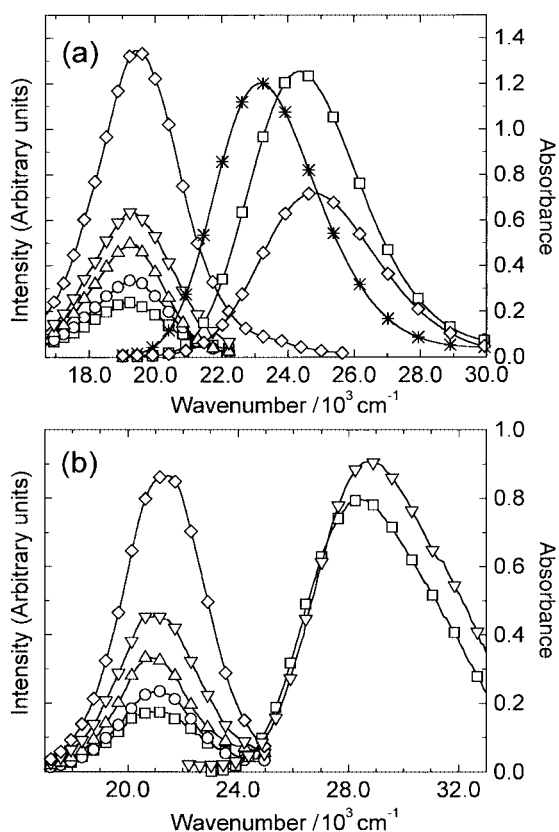 (a)
Intensity (Arbitrary units)
1.4
1.2
1.0
0.8
0.6
0.4
0.2
0.0
Absorbance
18.0 20.0 22.0 24.0 26.0 28.0 30.0
Wavenumber /10³ cm⁻¹
(b)
Intensity (Arbitrary units)
1.0
0.8
0.6
0.4
0.2
0.0
Absorbance
20.0 24.0 28.0 32.0
Wavenumber /10³ cm⁻¹